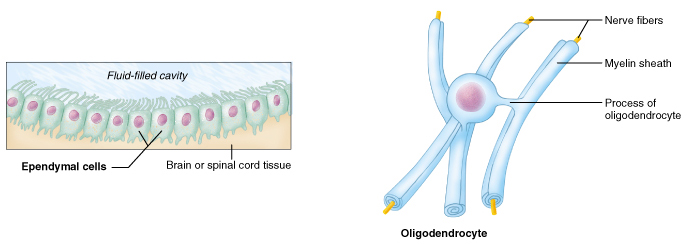 Fluid-filled cavity
Ependymal cells
Brain or spinal cord tissue
Nerve fibers
Myelin sheath
Process of
oligodendrocyte
Oligodendrocyte